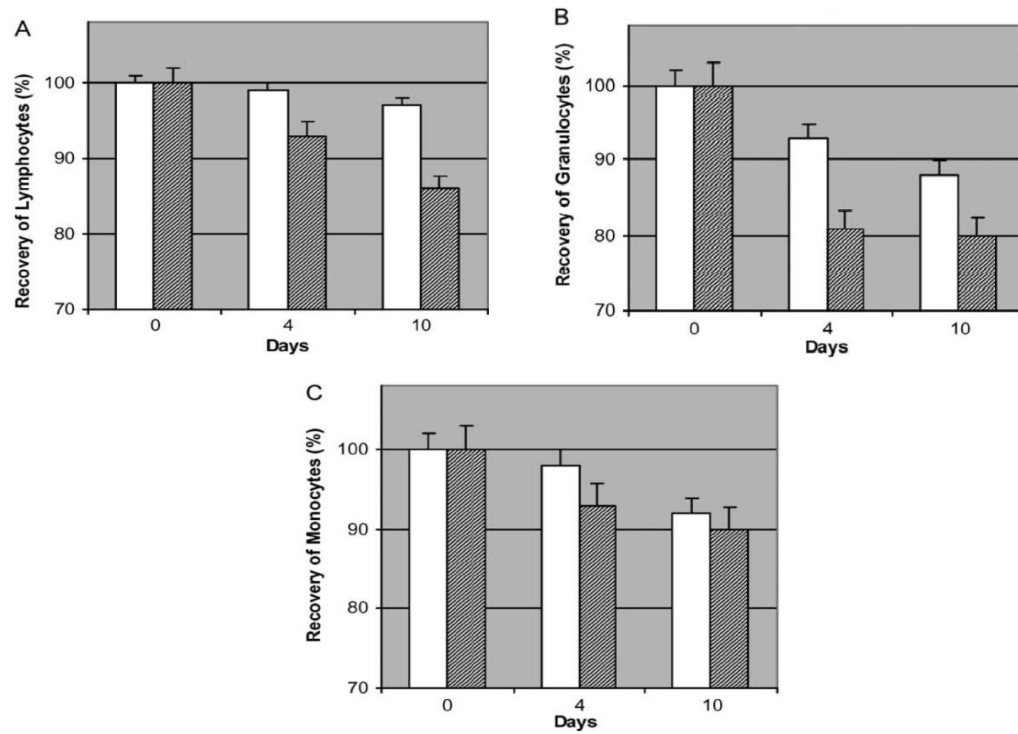 A
Recovery of Lymphocytes (%)
100
90
80
70
0 4 10
Days
B
Recovery of Granulocytes (%)
100
90
80
70
0 4 10
Days
C
Recovery of Monocytes (%)
100
90
80
70
0 4 10
Days